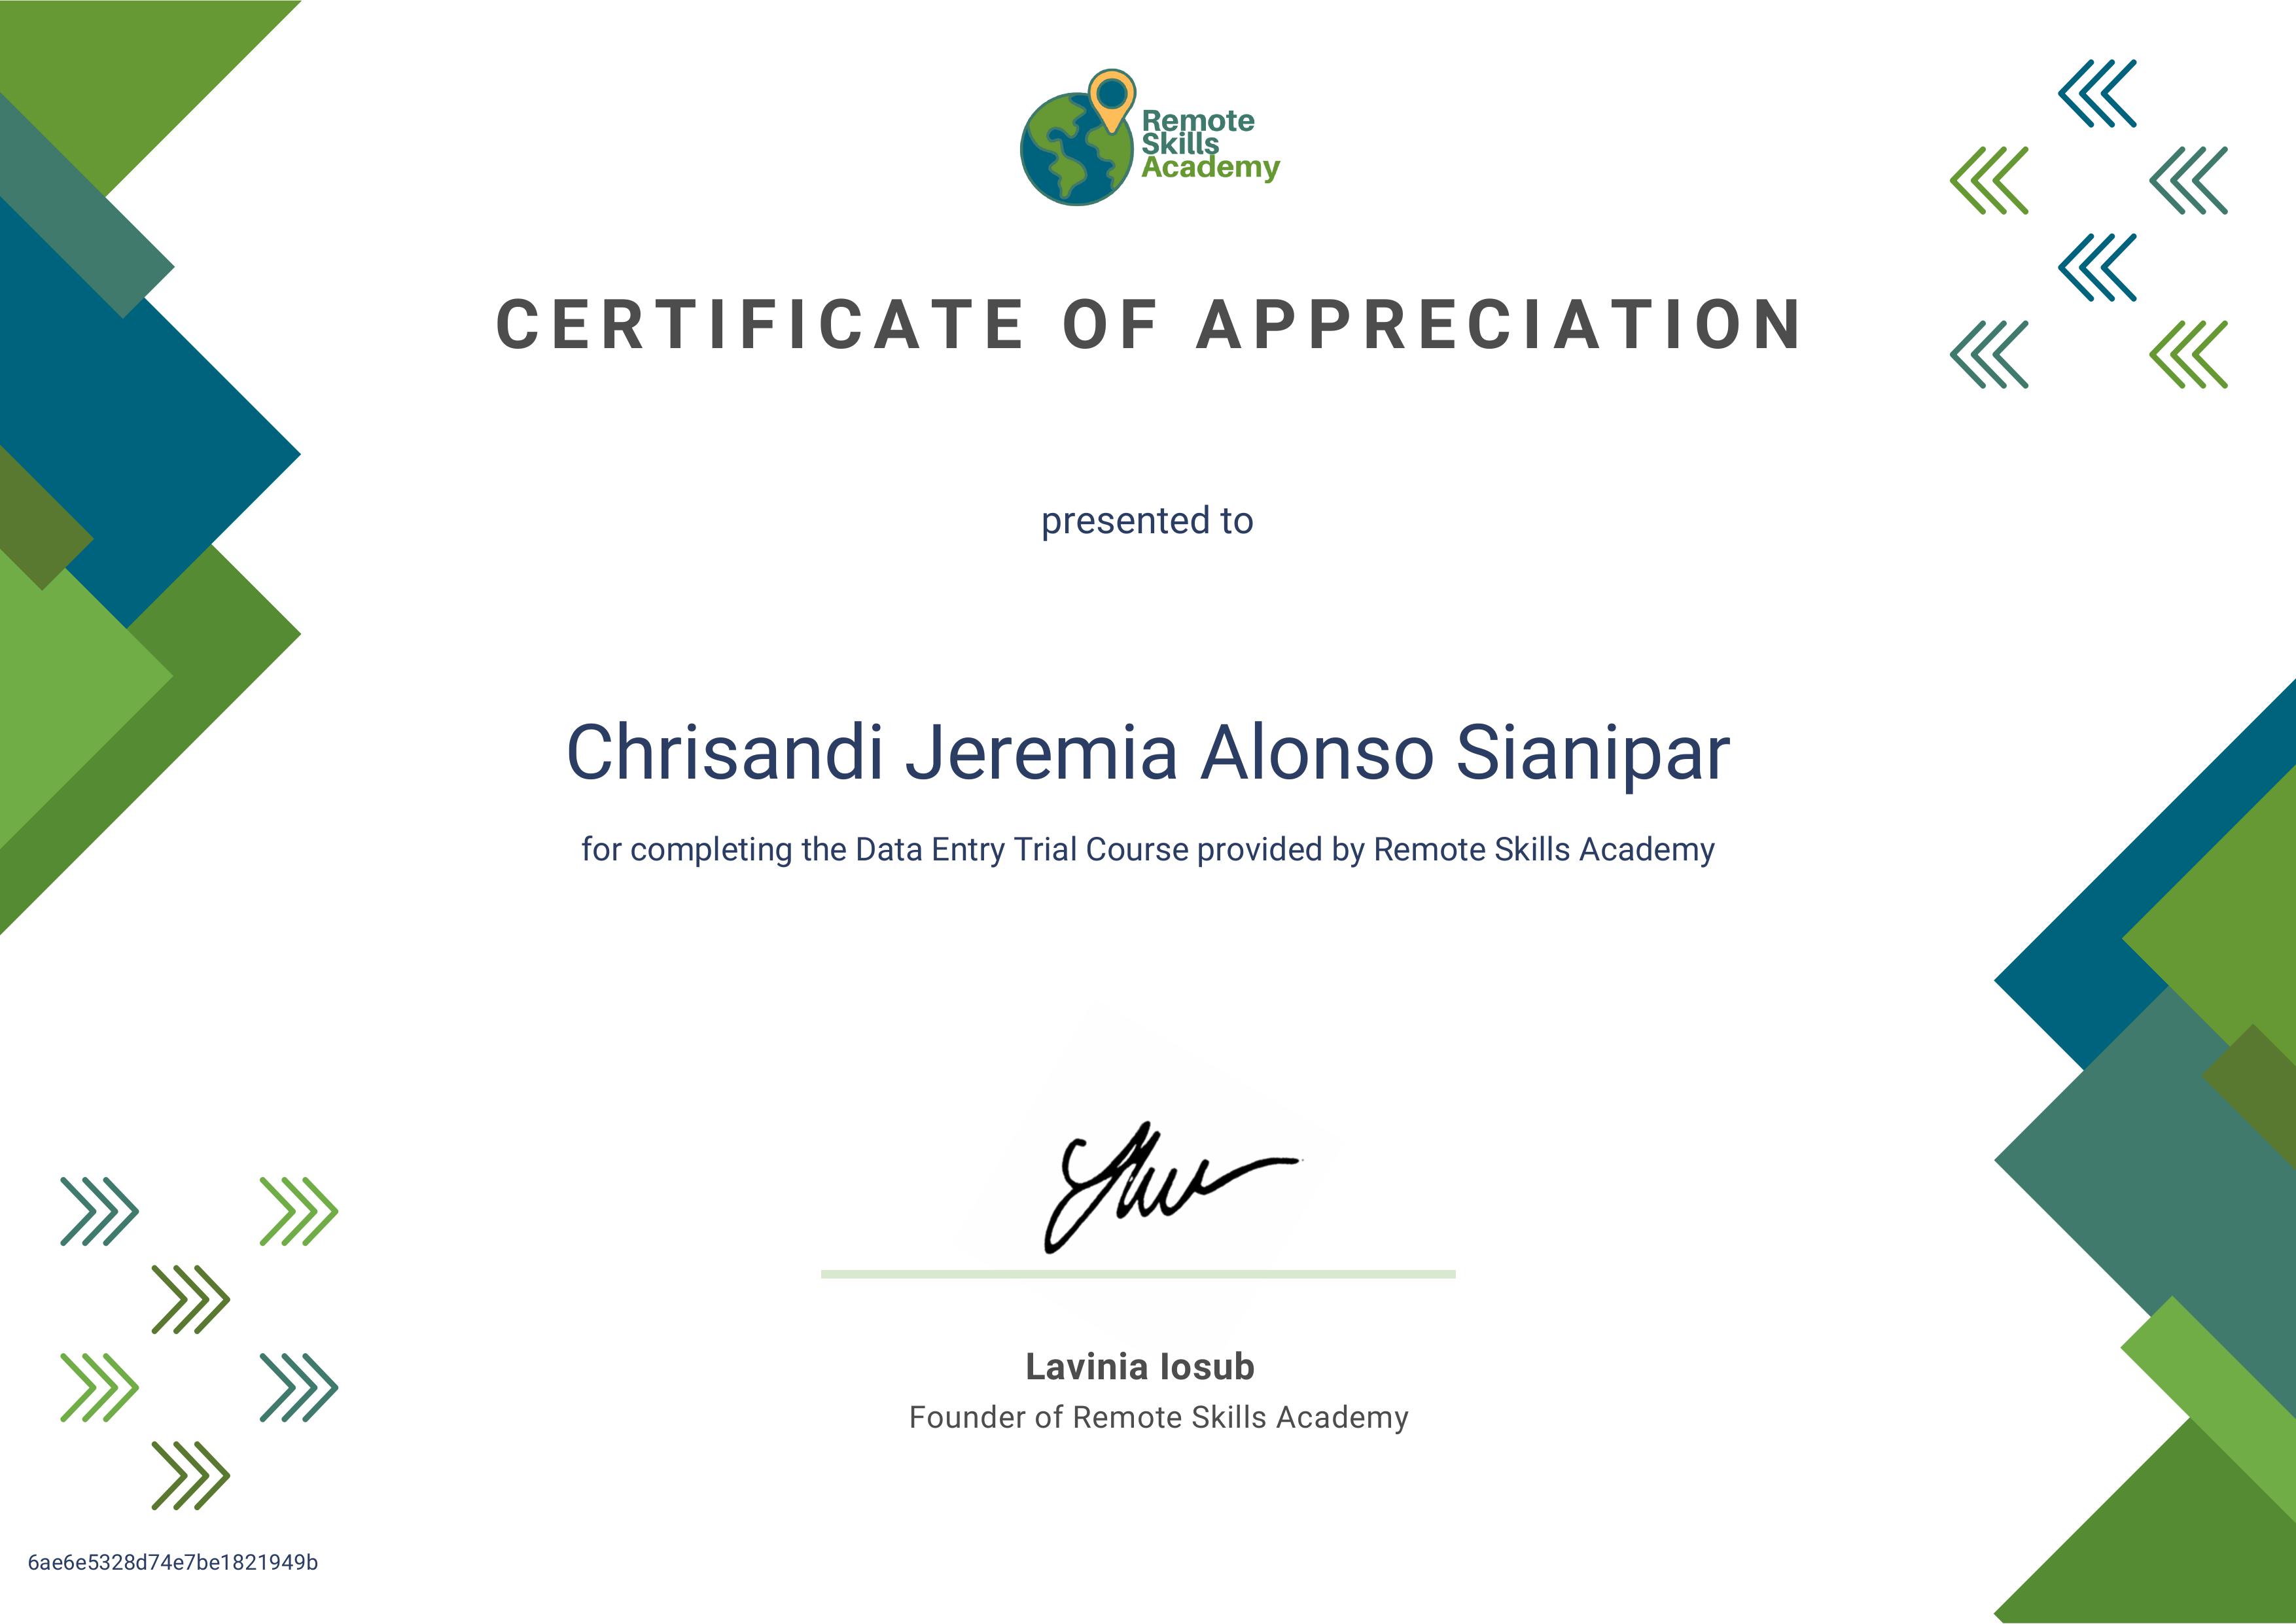 Remote
Skills
Academy
CERTIFICATE OF APPRECIATION
presented to
Chrisandi Jeremia Alonso Sianipar
for completing the Data Entry Trial Course provided by Remote Skills Academy
Lavinia Iosub
Founder of Remote Skills Academy
6ae6e5328d74e7be1821949b